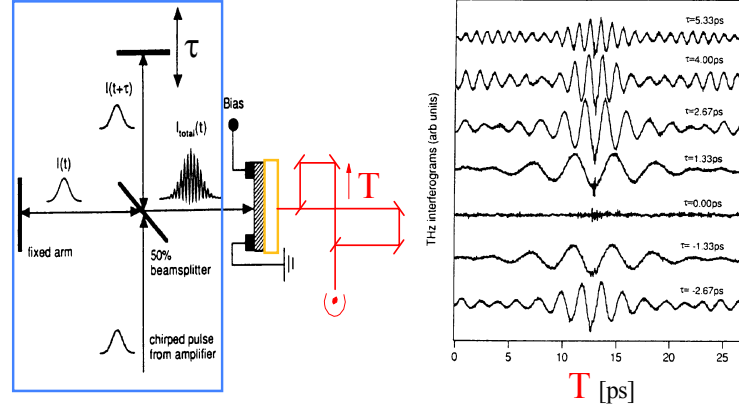 τ
I(t+τ)
Bias
I_total(t)
I(t)
T
fixed arm
50%
beamsplitter
chirped pulse
from amplifier
THz interferograms (arb units)
τ=5.33ps
τ=4.00ps
τ=2.67ps
τ=1.33ps
τ=0.00ps
τ= -1.33ps
τ= -2.67ps
0 5 10 15 20 25
T [ps]